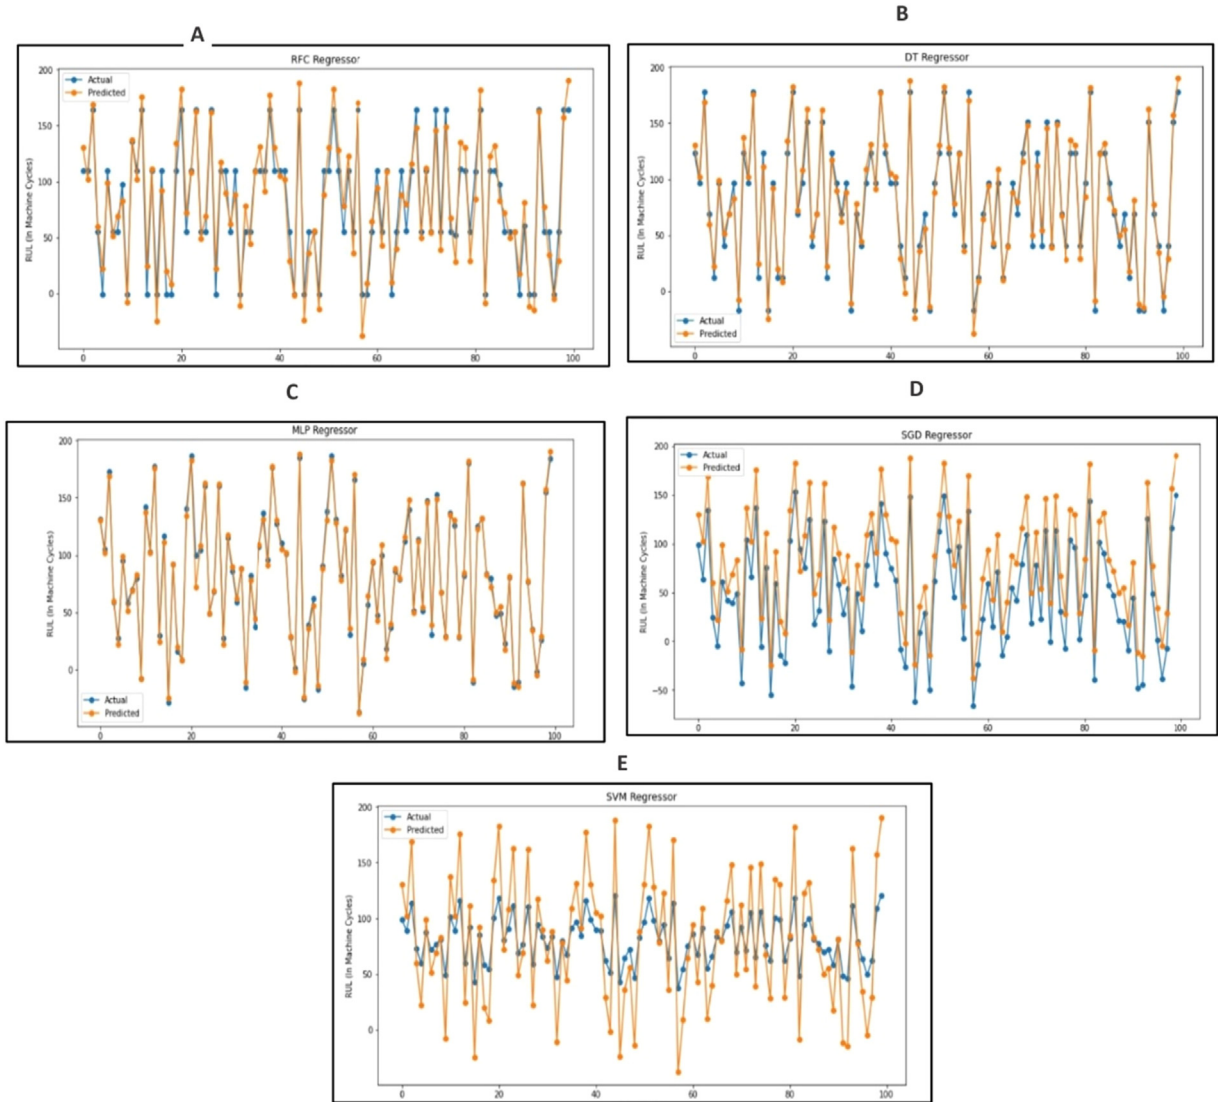 A
B
RFC Regressor
Actual
Predicted
RUL (In Machine Cycles)
200
150
100
50
0
0
20
40
60
80
100
DT Regressor
RUL (In Machine Cycles)
200
150
100
50
0
Actual
Predicted
0
20
40
60
80
100
C
D
MLP Regressor
RUL (In Machine Cycles)
200
150
100
50
0
Actual
Predicted
0
20
40
60
80
100
SGD Regressor
Actual
Predicted
RUL (In Machine Cycles)
200
150
100
50
0
−50
0
20
40
60
80
100
E
SVM Regressor
Actual
Predicted
RUL (In Machine Cycles)
200
150
100
50
0
0
20
40
60
80
100